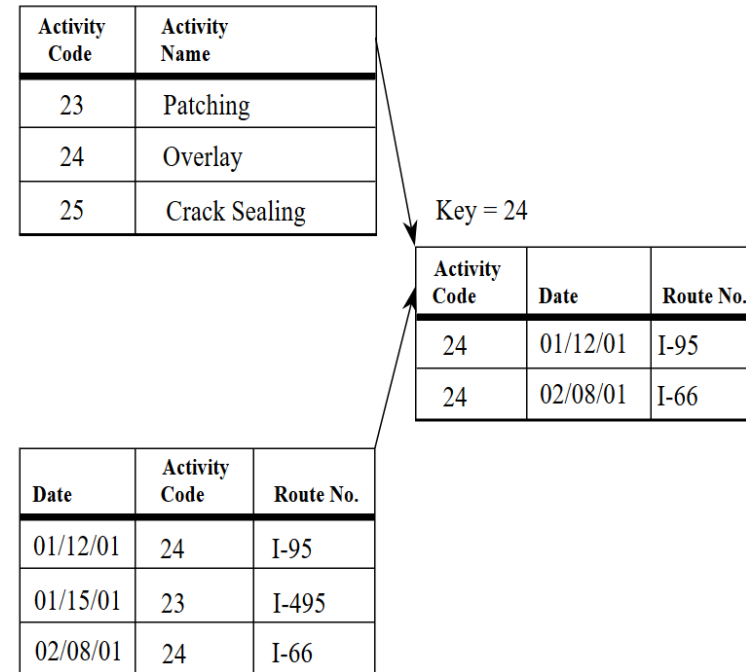 Activity Code Activity Name
23 Patching
24 Overlay
25 Crack Sealing
Key = 24
Activity Code Date Route No.
24 01/12/01 I-95
24 02/08/01 I-66
Date Activity Code Route No.
01/12/01 24 I-95
01/15/01 23 I-495
02/08/01 24 I-66